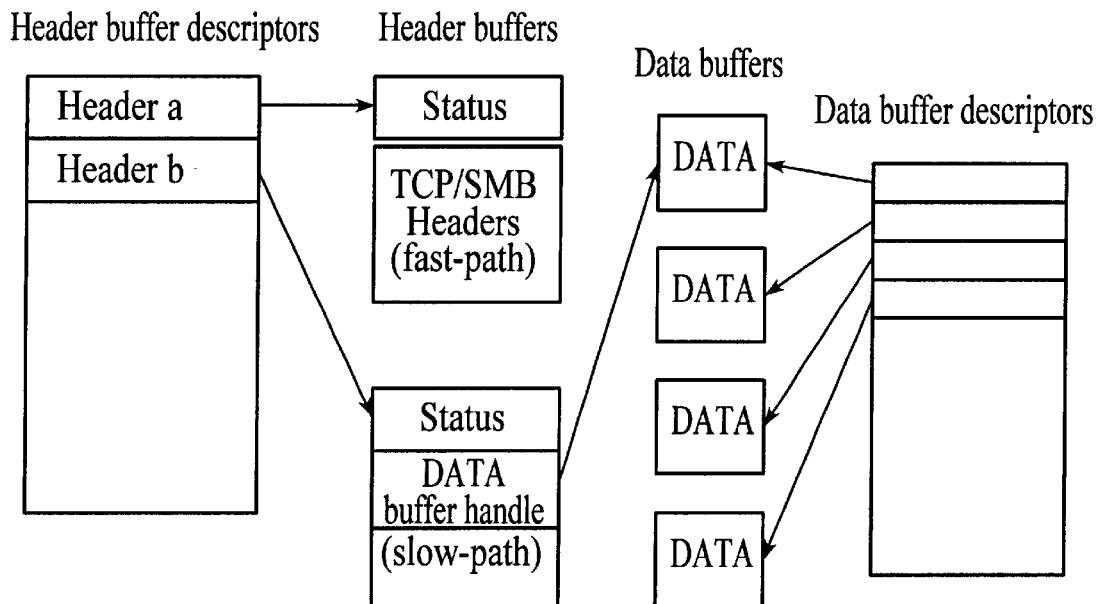 Header buffer descriptors
Header buffers
Data buffers
Data buffer descriptors
Header a
Header b
Status
TCP/SMB
Headers
(fast-path)
Status
DATA
buffer handle
(slow-path)
DATA
DATA
DATA
DATA